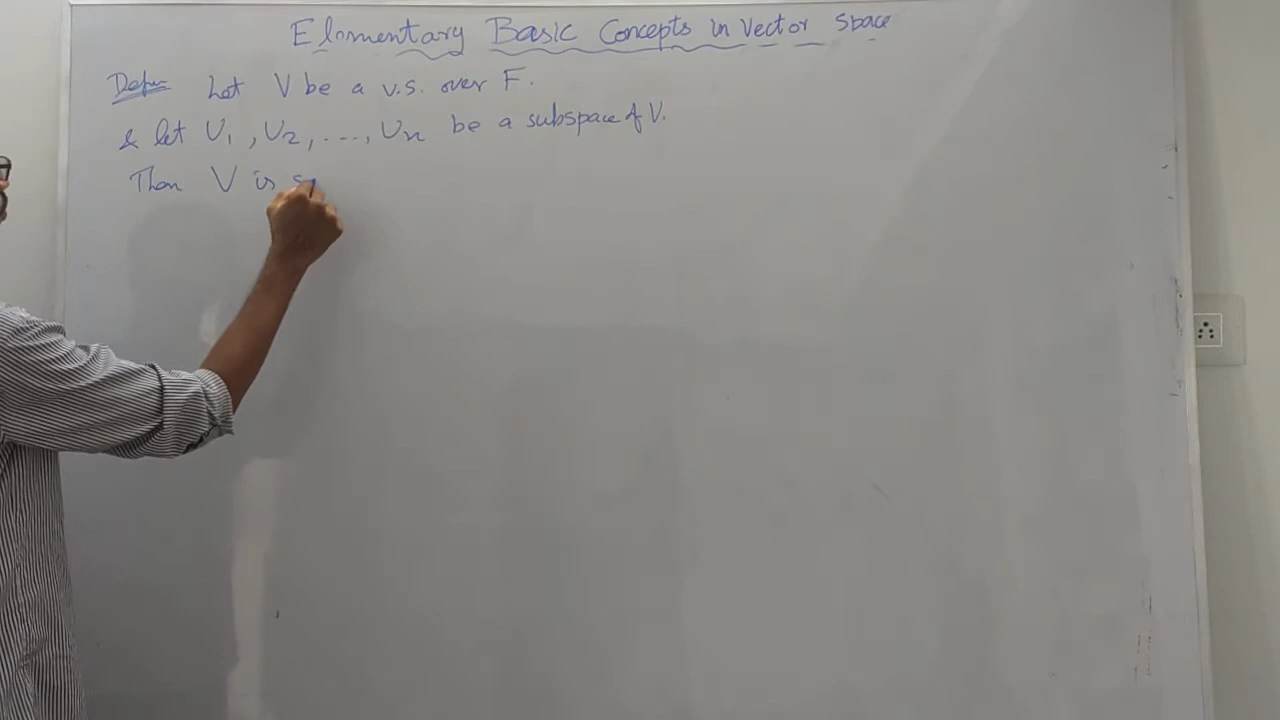 Elementary Basic Concepts in Vector Space
Defn Let V be a v.s. over F.
& let U1, U2, ...., Un be a subspace of V.
Then V is s